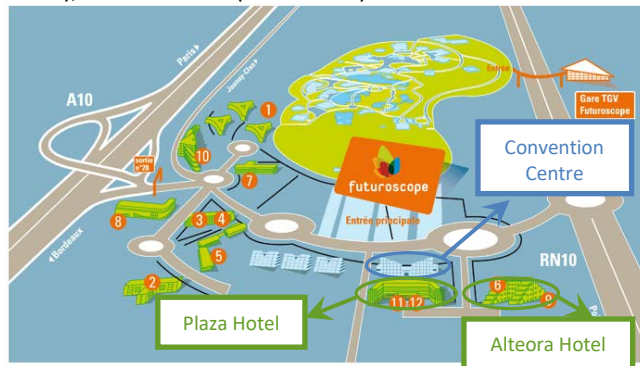 Paris
A10
Jaunay-Clan
Entrée
Gare TGV
Futuroscope
1
10
sortie
n°28
7
Convention
Centre
futuroscope
Entrée principale
8
3
4
5
Bordeaux
RN10
2
6
9
11
12
Plaza Hotel
Alteora Hotel